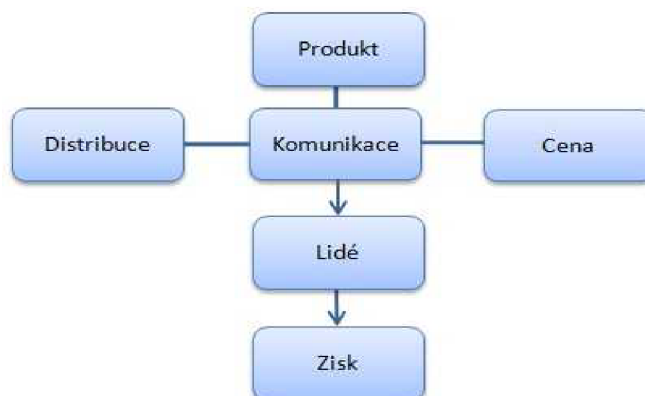 Produkt
Distribuce
Komunikace
Cena
Lidé
Zisk